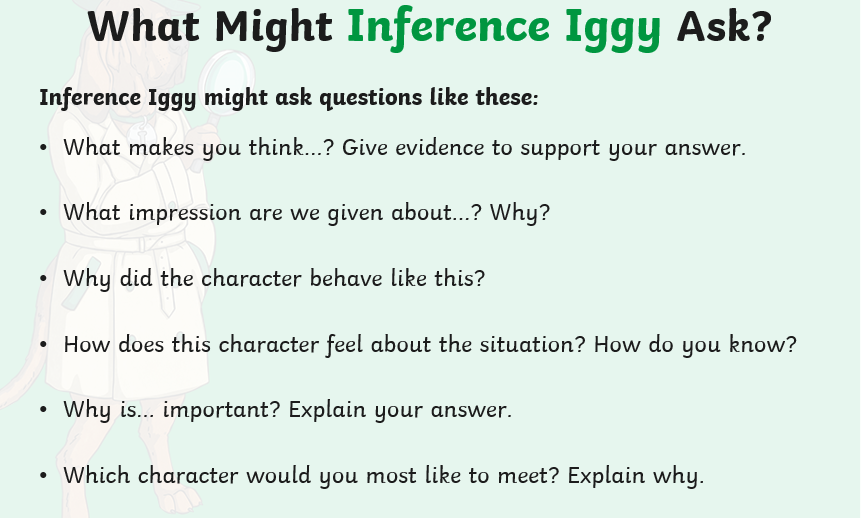 What Might Inference Iggy Ask?
Inference Iggy might ask questions like these:
• What makes you think...? Give evidence to support your answer.
• What impression are we given about...? Why?
• Why did the character behave like this?
• How does this character feel about the situation? How do you know?
• Why is... important? Explain your answer.
• Which character would you most like to meet? Explain why.